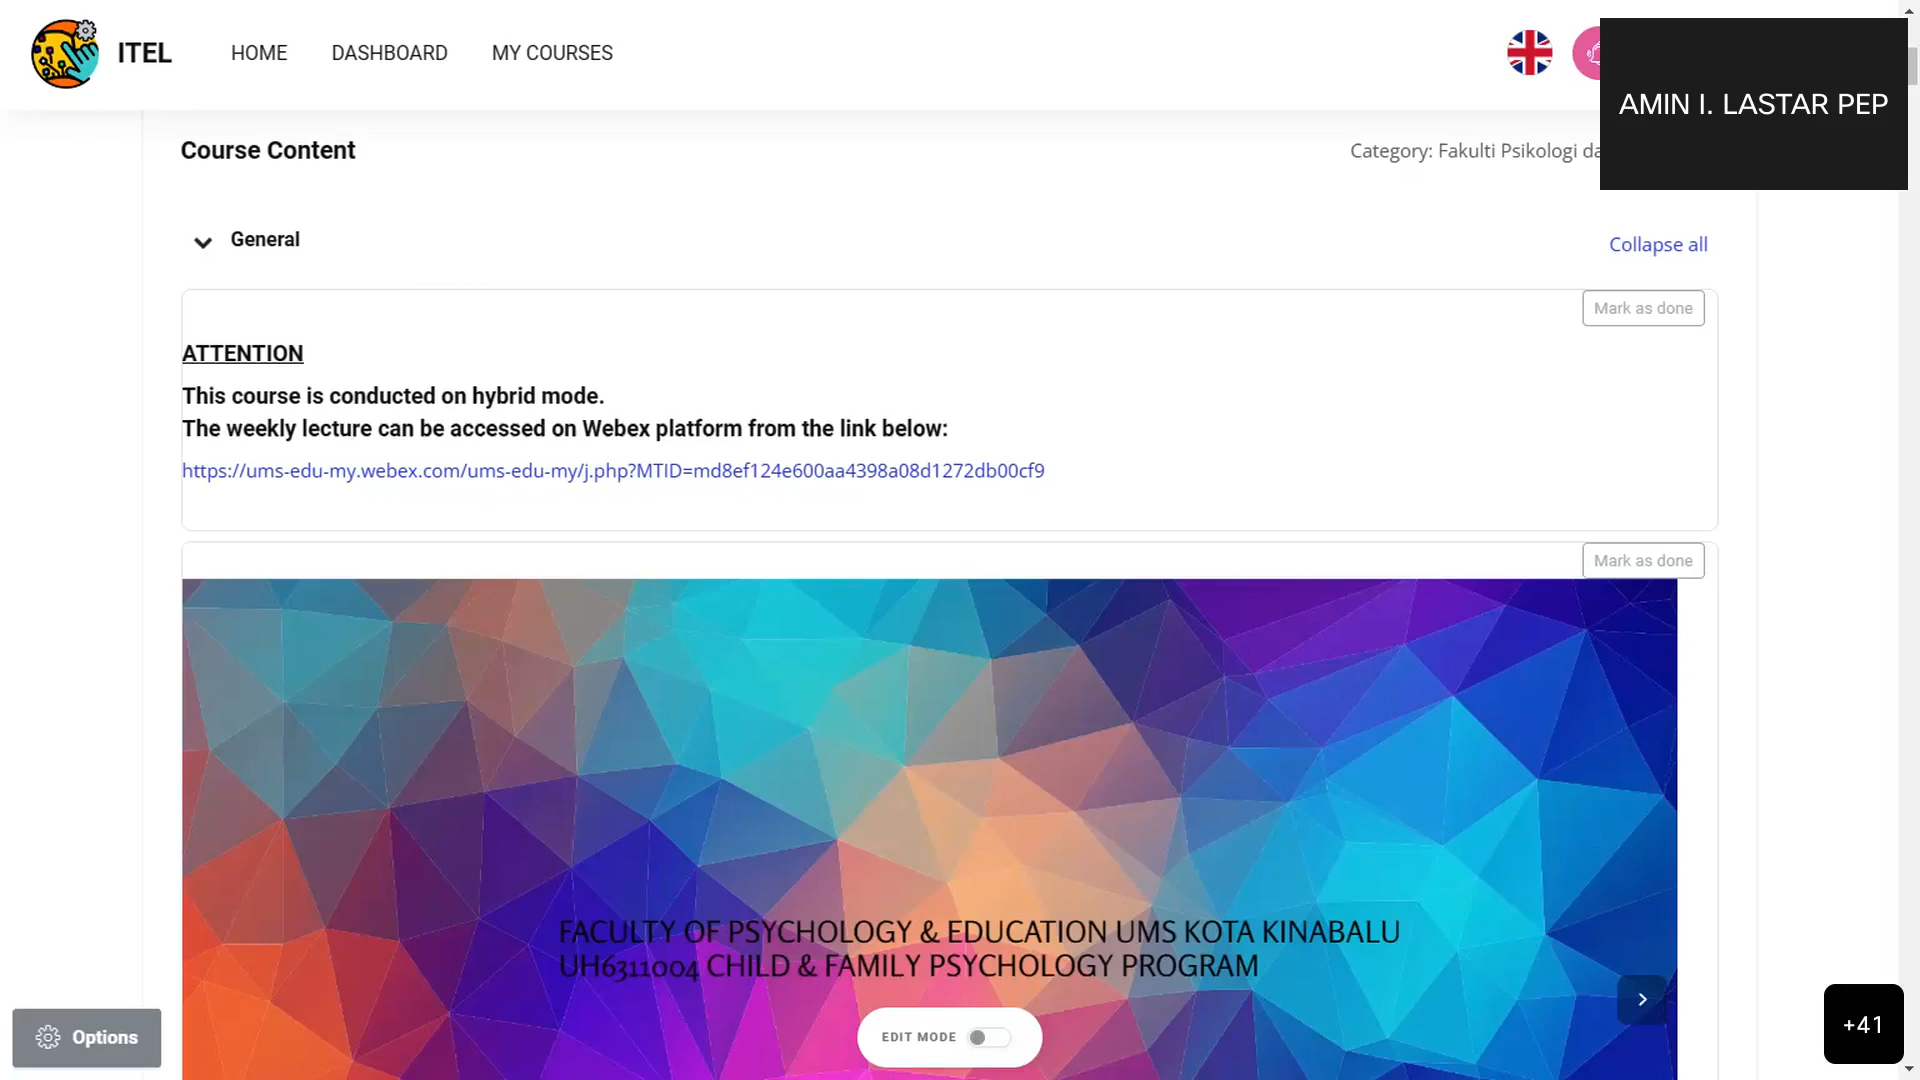 ITEL
HOME
DASHBOARD
MY COURSES
AMIN I. LASTAR PEP
Course Content
Category: Fakulti Psikologi
General
Collapse all
Mark as done
ATTENTION
This course is conducted on hybrid mode.
The weekly lecture can be accessed on Webex platform from the link below:
https://ums-edu-my.webex.com/ums-edu-my/j.php?MTID=md8ef124e600aa4398a08d1272db00cf9
Mark as done
FACULTY OF PSYCHOLOGY & EDUCATION UMS KOTA KINABALU
UH6311004 CHILD & FAMILY PSYCHOLOGY PROGRAM
Options
EDIT MODE
+41